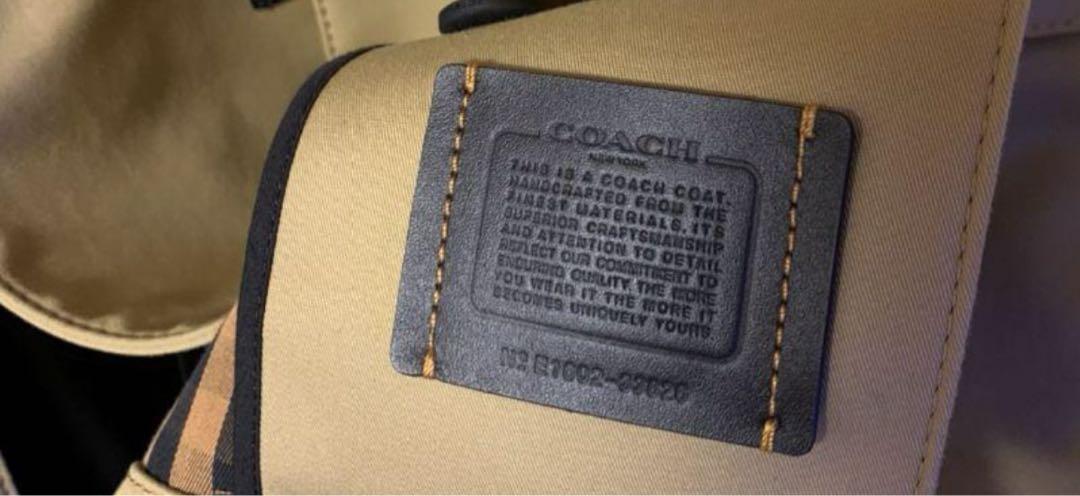 COACH
NEW YORK
THIS IS A COACH COAT.
HANDCRAFTED FROM THE
FINEST MATERIALS. ITS
SUPERIOR CRAFTSMANSHIP
AND ATTENTION TO DETAIL
REFLECT OUR COMMITMENT TO
ENDURING QUALITY. THE MORE
YOU WEAR IT THE MORE IT
BECOMES UNIQUELY YOURS.
Nº